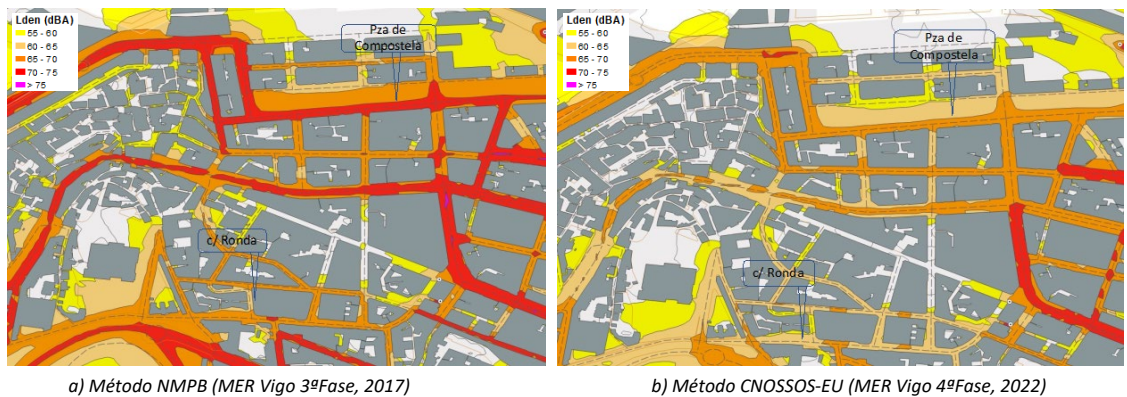 Lden (dBA)
55 - 60
60 - 65
65 - 70
70 - 75
> 75
Pza de
Compostela
c/ Ronda
Lden (dBA)
55 - 60
60 - 65
65 - 70
70 - 75
> 75
Pza de
Compostela
c/ Ronda
a) Método NMPB (MER Vigo 3ªFase, 2017)
b) Método CNOSSOS-EU (MER Vigo 4ªFase, 2022)